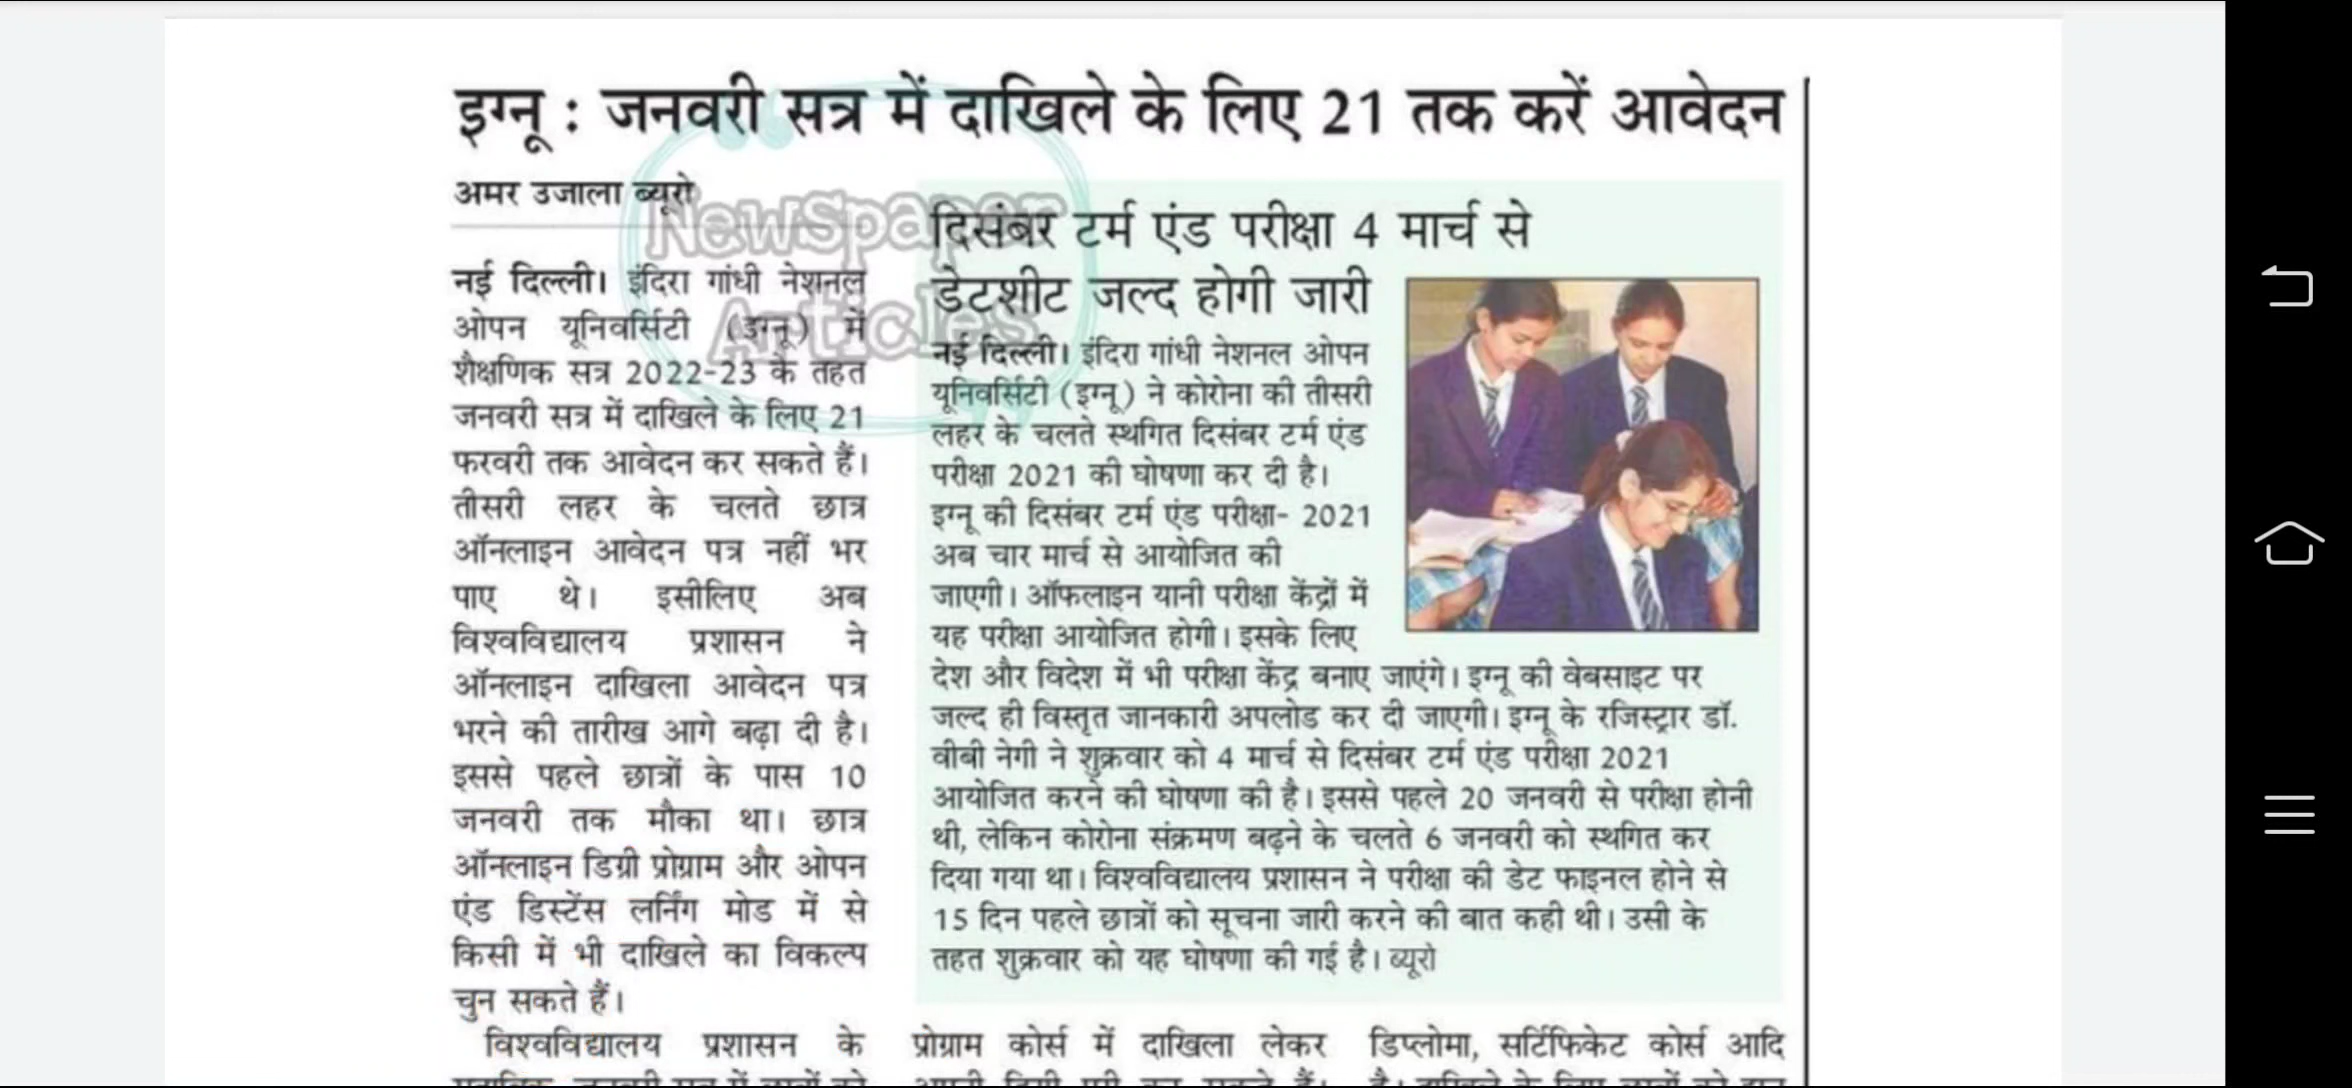 इग्नू : जनवरी सत्र में दाखिले के लिए 21 तक करें आवेदन
अमर उजाला ब्यूरो
Newspaper
Articles
नई दिल्ली। इंदिरा गांधी नेशनल
ओपन यूनिवर्सिटी (इग्नू) में
शैक्षणिक सत्र 2022-23 के तहत
जनवरी सत्र में दाखिले के लिए 21
फरवरी तक आवेदन कर सकते हैं।
तीसरी लहर के चलते छात्र
ऑनलाइन आवेदन पत्र नहीं भर
पाए थे। इसीलिए अब
विश्वविद्यालय प्रशासन ने
ऑनलाइन दाखिला आवेदन पत्र
भरने की तारीख आगे बढ़ा दी है।
इससे पहले छात्रों के पास 10
जनवरी तक मौका था। छात्र
ऑनलाइन डिग्री प्रोग्राम और ओपन
एंड डिस्टेंस लर्निंग मोड में से
किसी में भी दाखिले का विकल्प
चुन सकते हैं।
विश्वविद्यालय प्रशासन के
दिसंबर टर्म एंड परीक्षा 4 मार्च से
डेटशीट जल्द होगी जारी
नई दिल्ली। इंदिरा गांधी नेशनल ओपन
यूनिवर्सिटी (इग्नू) ने कोरोना की तीसरी
लहर के चलते स्थगित दिसंबर टर्म एंड
परीक्षा 2021 की घोषणा कर दी है।
इग्नू की दिसंबर टर्म एंड परीक्षा- 2021
अब चार मार्च से आयोजित की
जाएगी। ऑफलाइन यानी परीक्षा केंद्रों में
यह परीक्षा आयोजित होगी। इसके लिए
देश और विदेश में भी परीक्षा केंद्र बनाए जाएंगे। इग्नू की वेबसाइट पर
जल्द ही विस्तृत जानकारी अपलोड कर दी जाएगी। इग्नू के रजिस्ट्रार डॉ.
वीबी नेगी ने शुक्रवार को 4 मार्च से दिसंबर टर्म एंड परीक्षा 2021
आयोजित करने की घोषणा की है। इससे पहले 20 जनवरी से परीक्षा होनी
थी, लेकिन कोरोना संक्रमण बढ़ने के चलते 6 जनवरी को स्थगित कर
दिया गया था। विश्वविद्यालय प्रशासन ने परीक्षा की डेट फाइनल होने से
15 दिन पहले छात्रों को सूचना जारी करने की बात कही थी। उसी के
तहत शुक्रवार को यह घोषणा की गई है। ब्यूरो
प्रोग्राम कोर्स में दाखिला लेकर
डिप्लोमा, सर्टिफिकेट कोर्स आदि